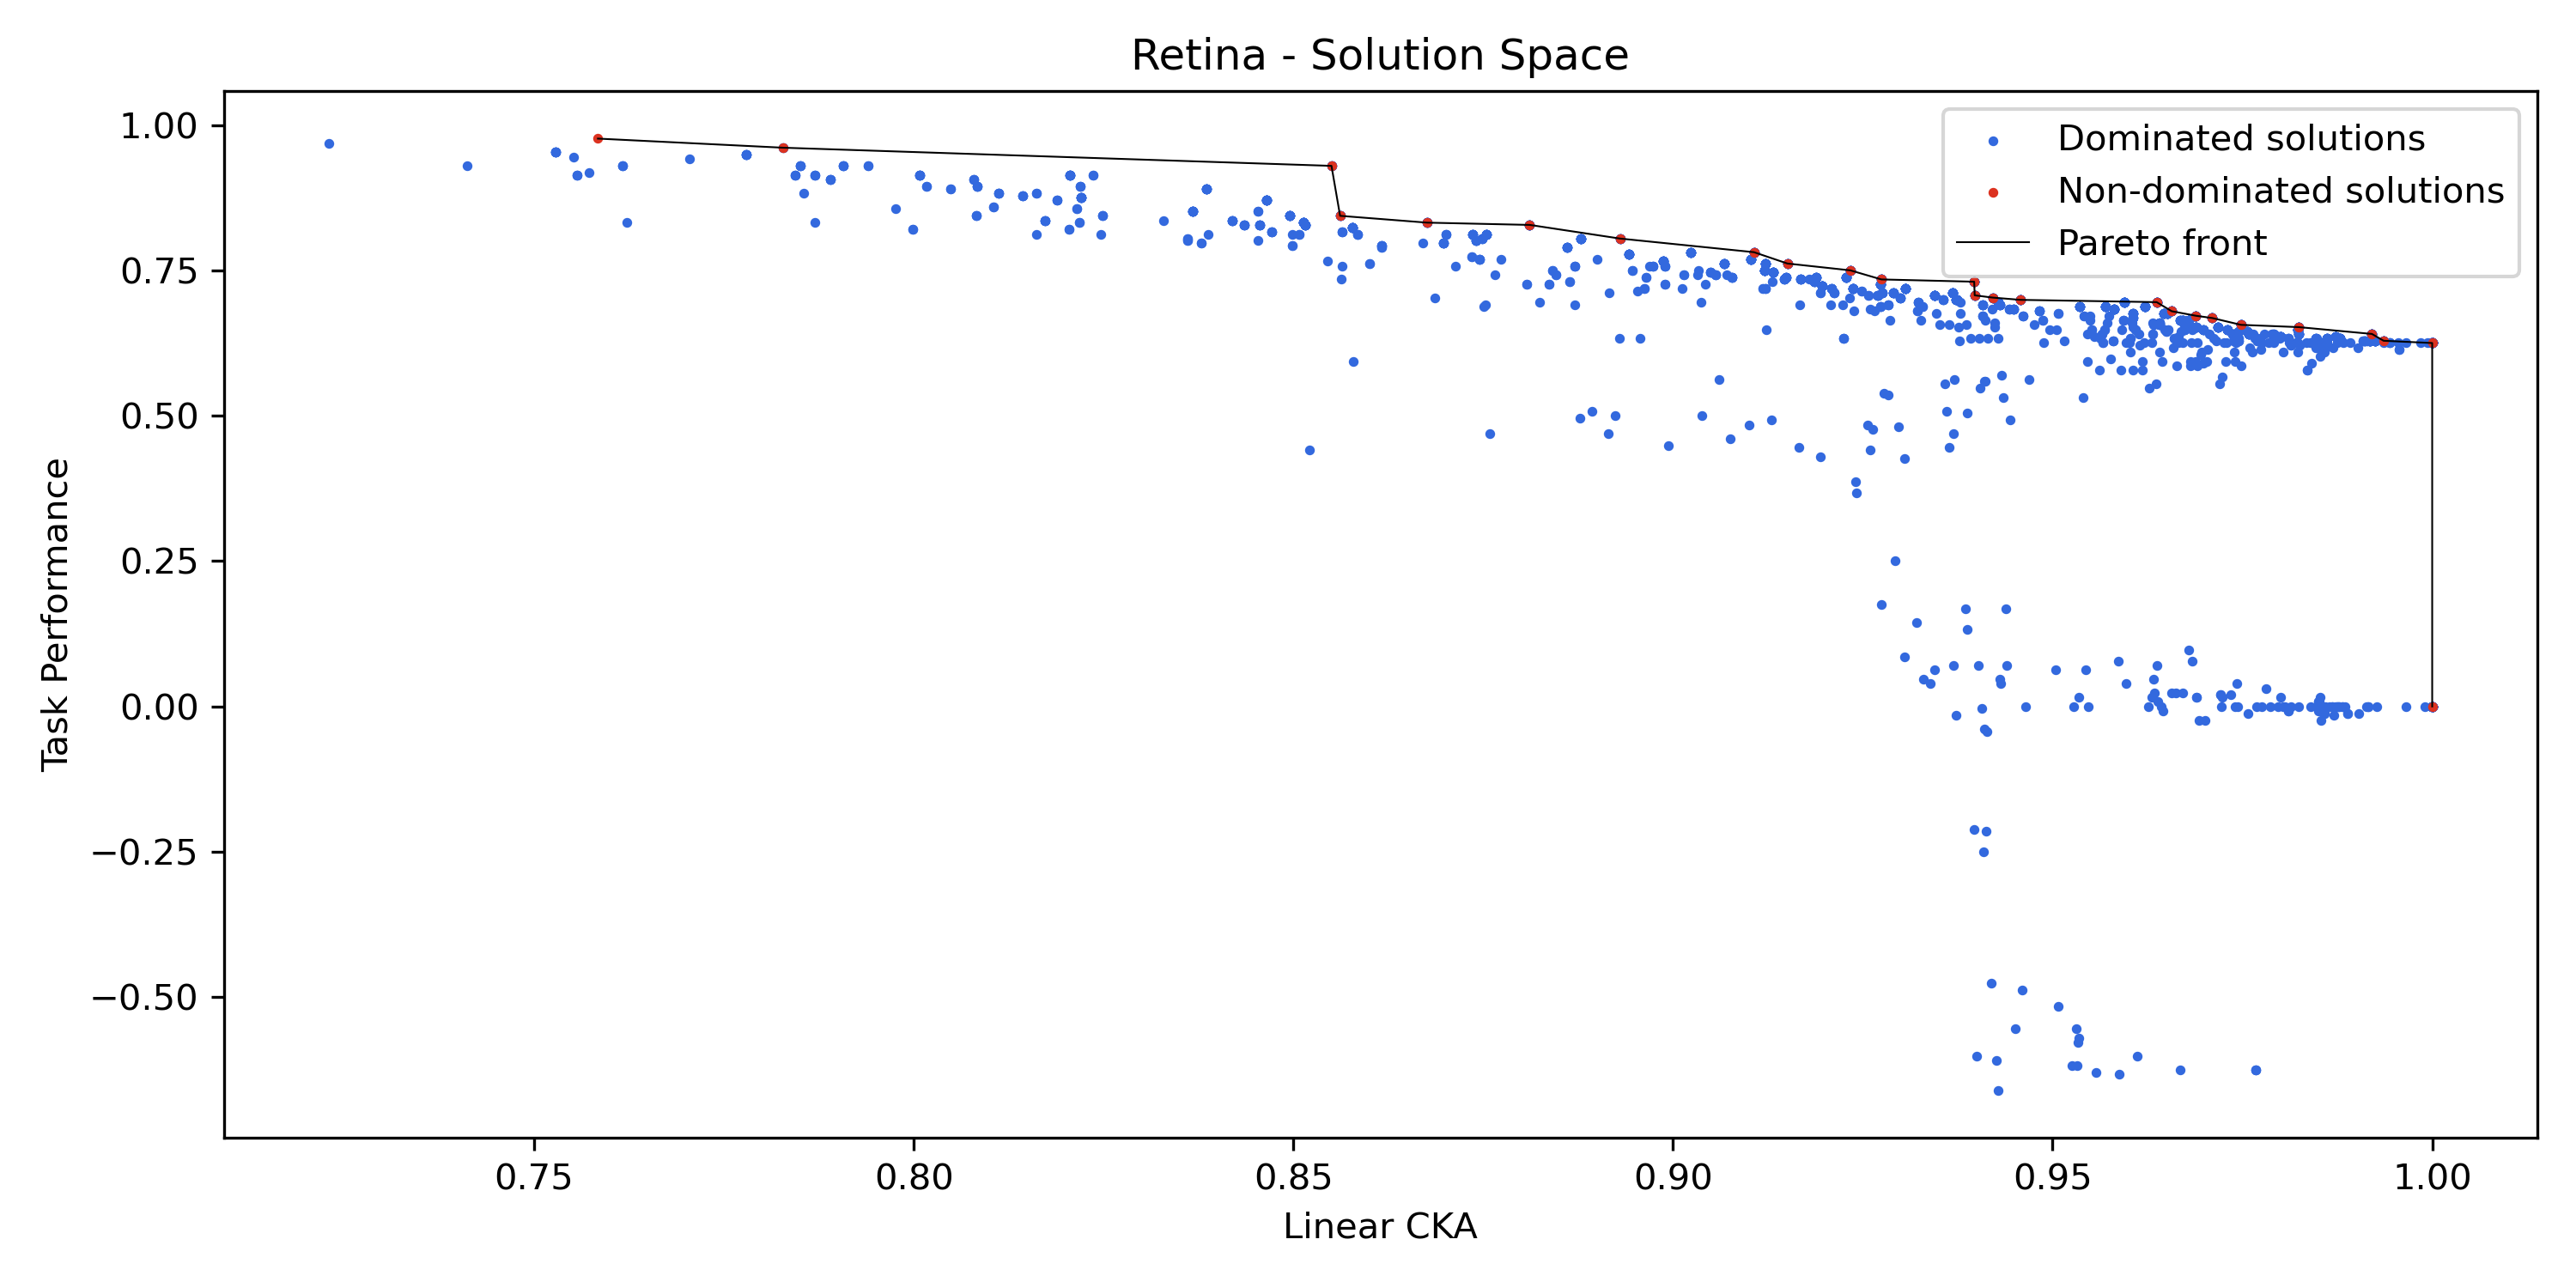 Retina - Solution Space
Dominated solutions
Non-dominated solutions
Pareto front
1.00
0.75
0.50
0.25
0.00
−0.25
−0.50
Task Performance
0.75 0.80 0.85 0.90 0.95 1.00
Linear CKA